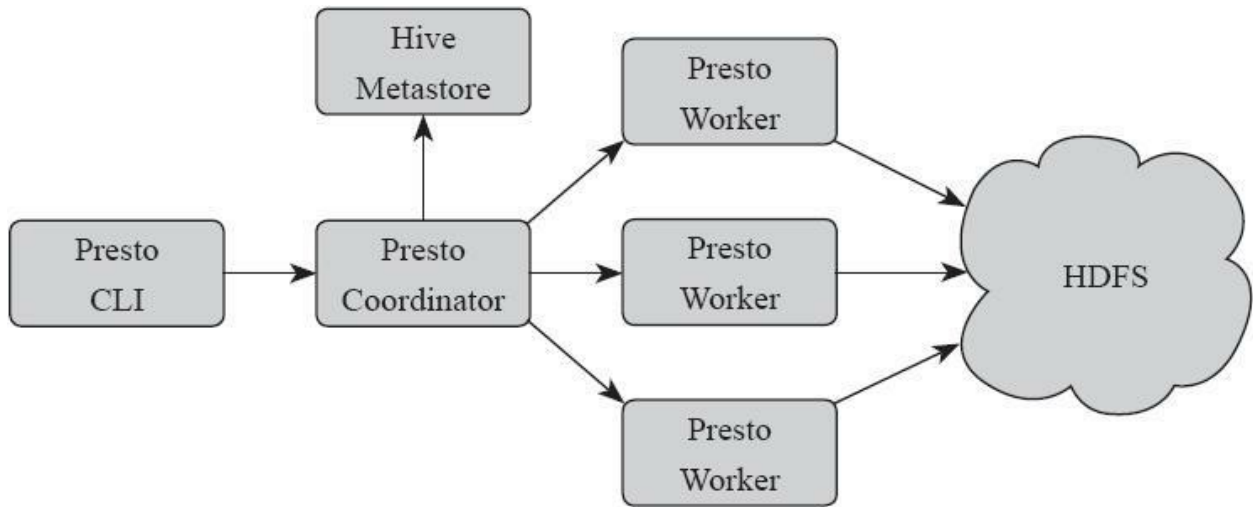 Hive
Metastore
Presto
Worker
Presto
CLI
Presto
Coordinator
Presto
Worker
HDFS
Presto
Worker